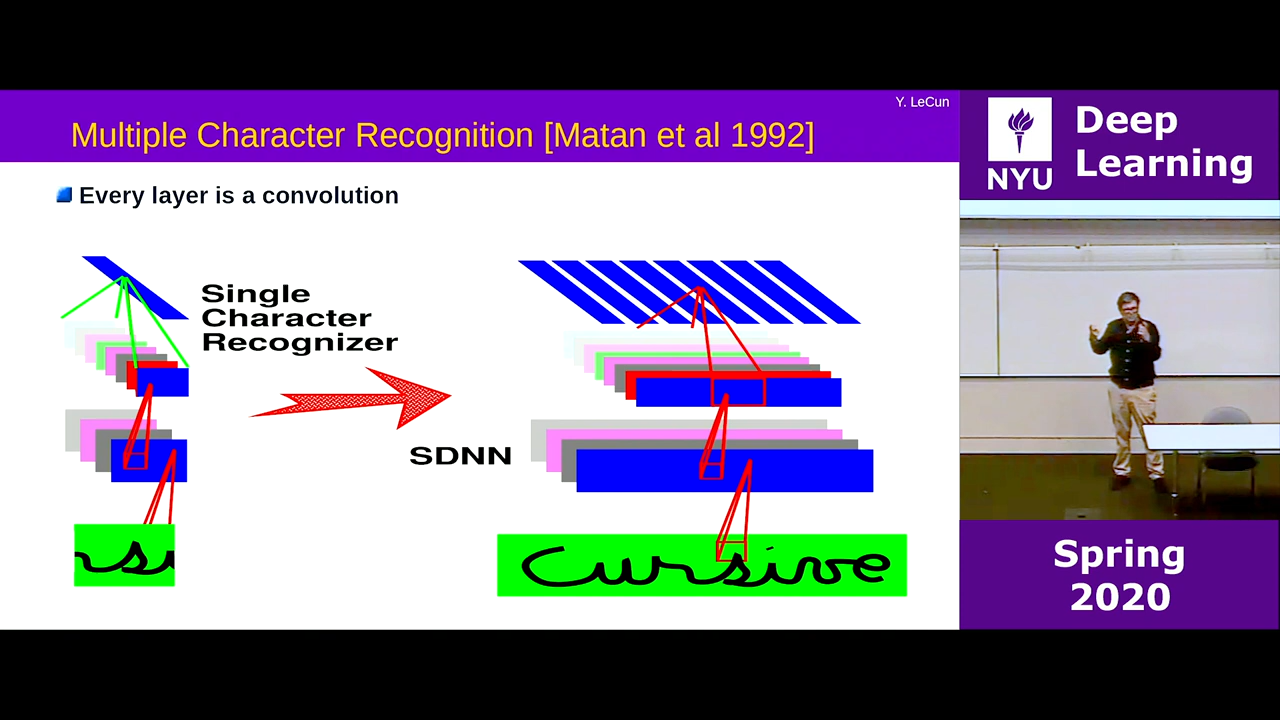 Y. LeCun
Multiple Character Recognition [Matan et al 1992]
Every layer is a convolution
Single
Character
Recognizer
SDNN
rsi
cursive
NYU
Deep
Learning
Spring
2020